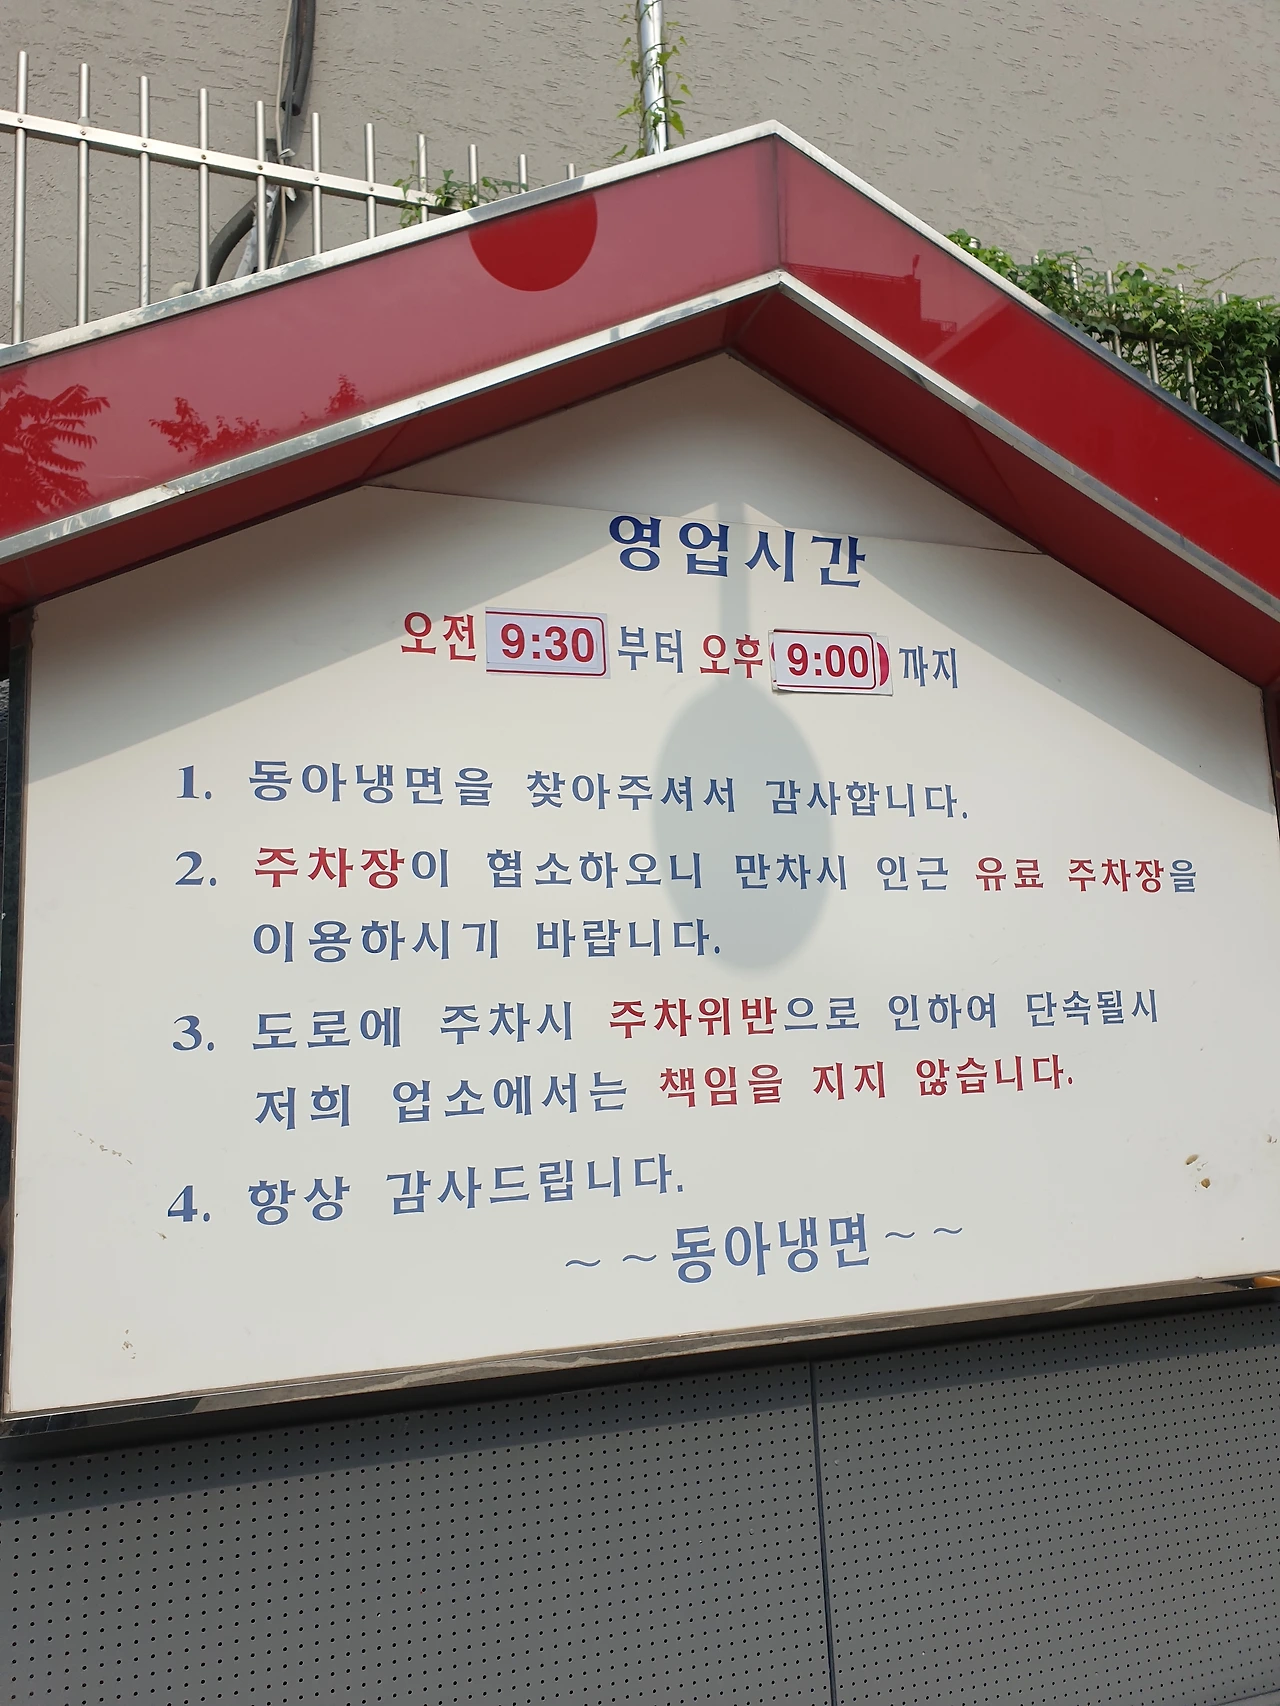 영업시간
오전 9:30 부터 오후 9:00 까지
1. 동아냉면을 찾아주셔서 감사합니다.
2. 주차장이 협소하오니 만차시 인근 유료 주차장을
이용하시기 바랍니다.
3. 도로에 주차시 주차위반으로 인하여 단속될시
저희 업소에서는 책임을 지지 않습니다.
4. 항상 감사드립니다.
~~동아냉면~~